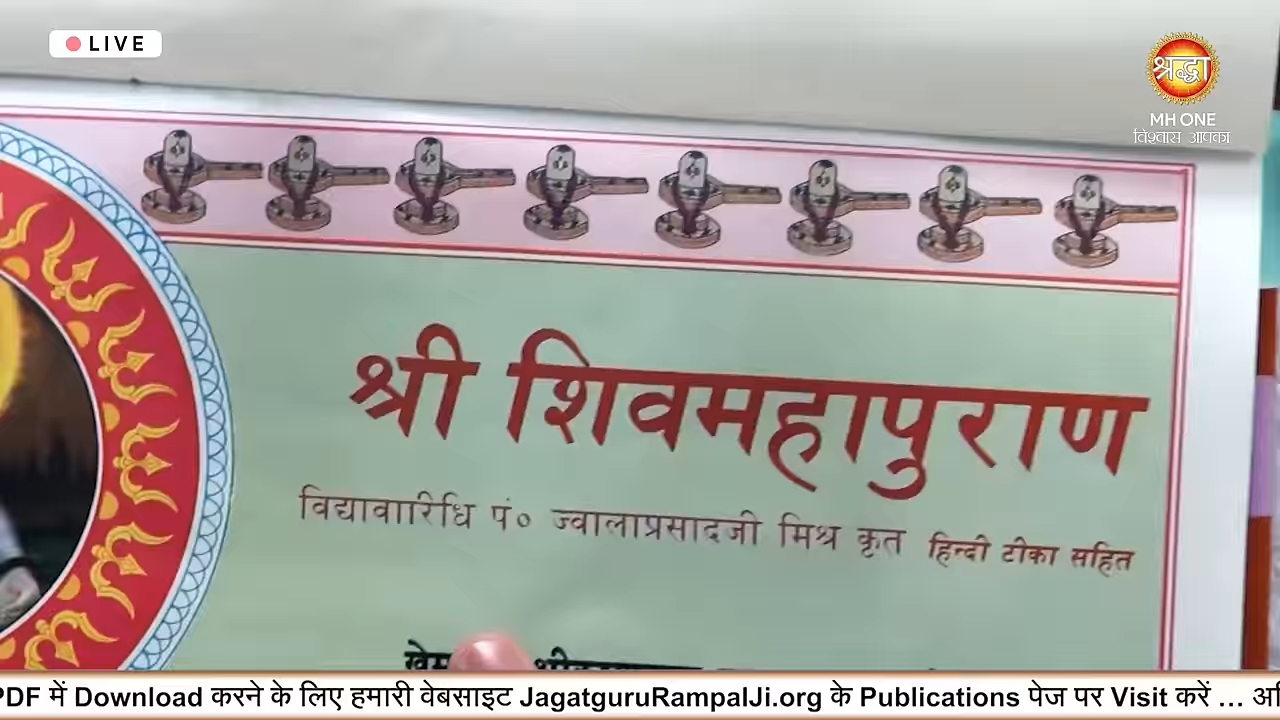 LIVE
श्रद्धा
MH ONE
विश्वास आपका
श्री शिवमहापुराण
विद्यावारिधि पं० ज्वालाप्रसादजी मिश्र कृत हिन्दी टीका सहित
PDF में Download करने के लिए हमारी वेबसाइट JagatguruRampalJi.org के Publications पेज पर Visit करें ...